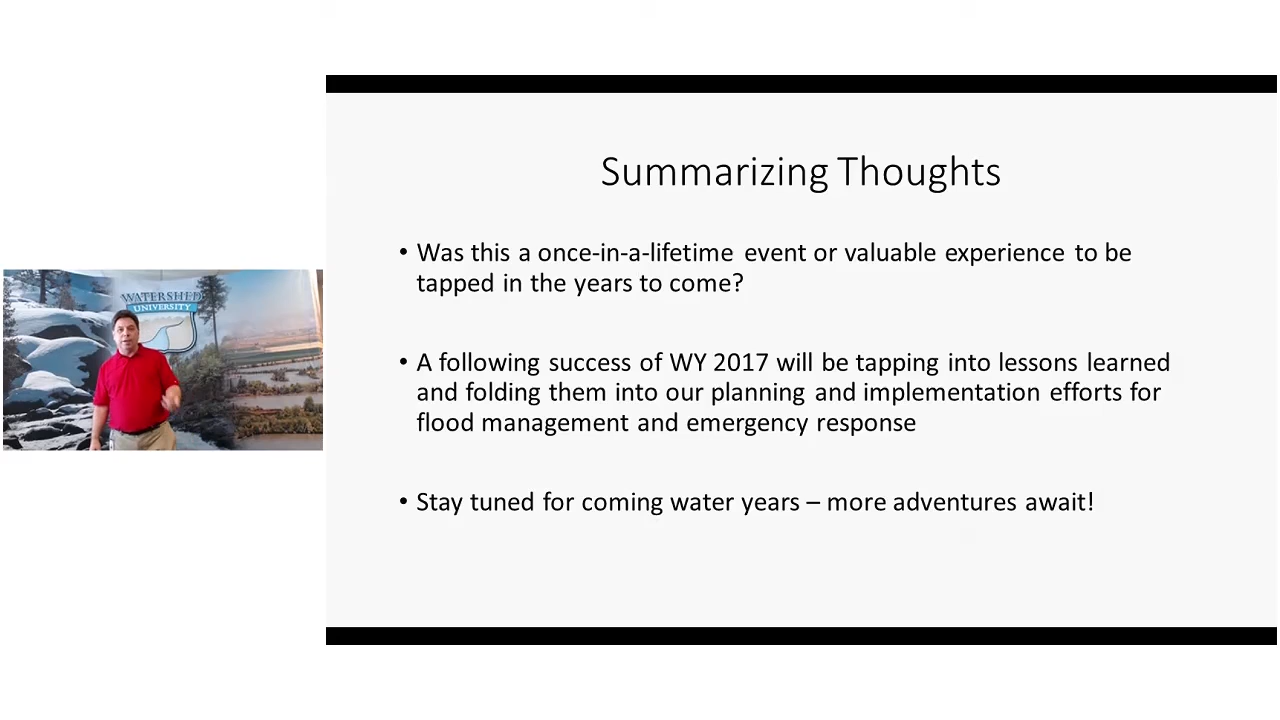 Summarizing Thoughts
• Was this a once-in-a-lifetime event or valuable experience to be
tapped in the years to come?
• A following success of WY 2017 will be tapping into lessons learned
and folding them into our planning and implementation efforts for
flood management and emergency response
• Stay tuned for coming water years – more adventures await!
WATERSHED
UNIVERSITY